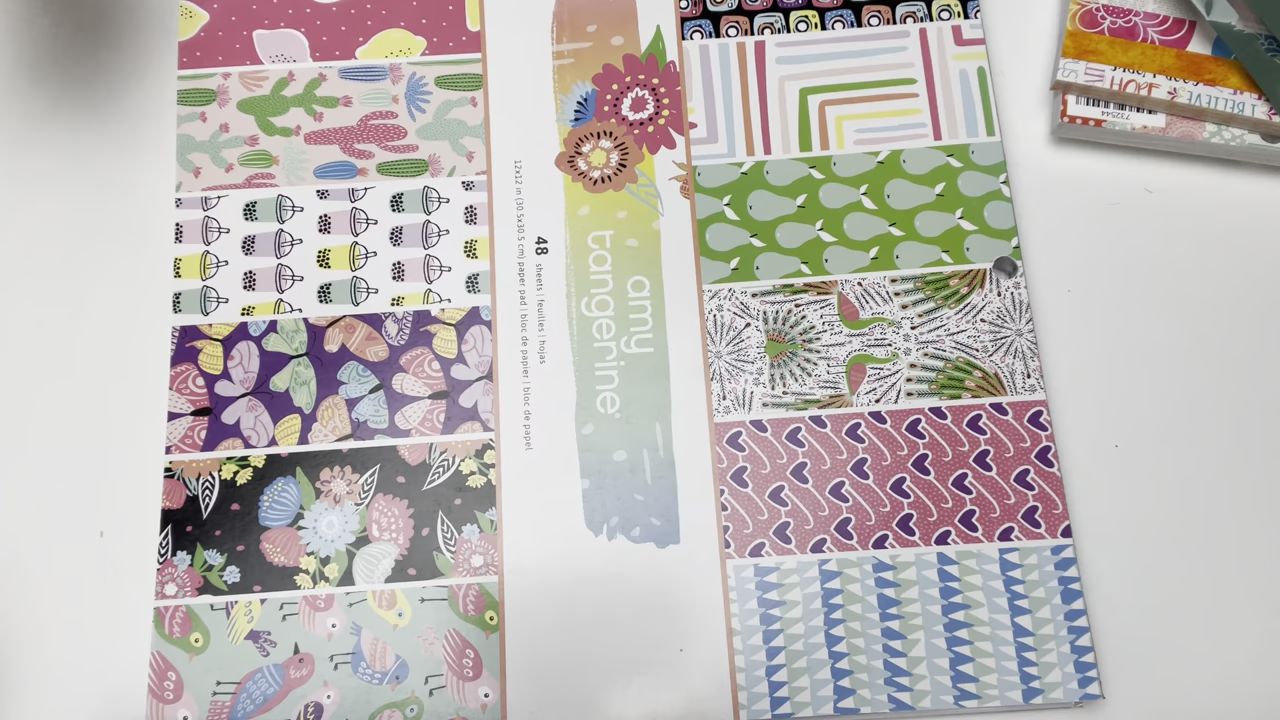 amy
tangerine
48 sheets | feuilles | hojas
12x12 in (30.5x30.5 cm) paper pad | bloc de papier | bloc de papel
I BELIEVE
HOPE
732544